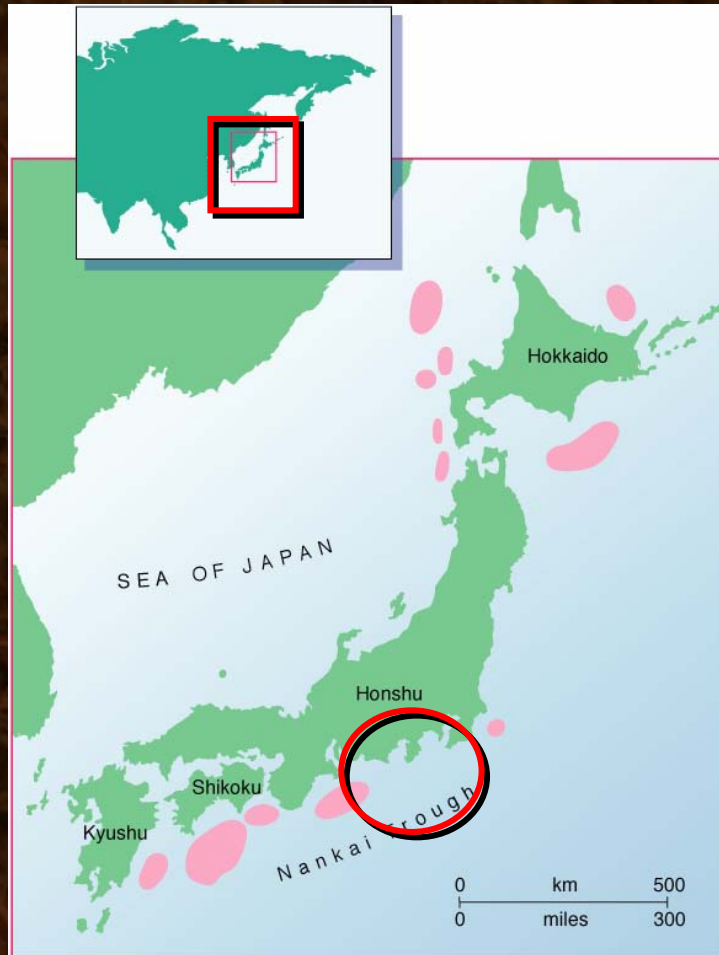 Hokkaido
SEA OF JAPAN
Honshu
Shikoku
Kyushu
Nankai Trough
0 km 500
0 miles 300